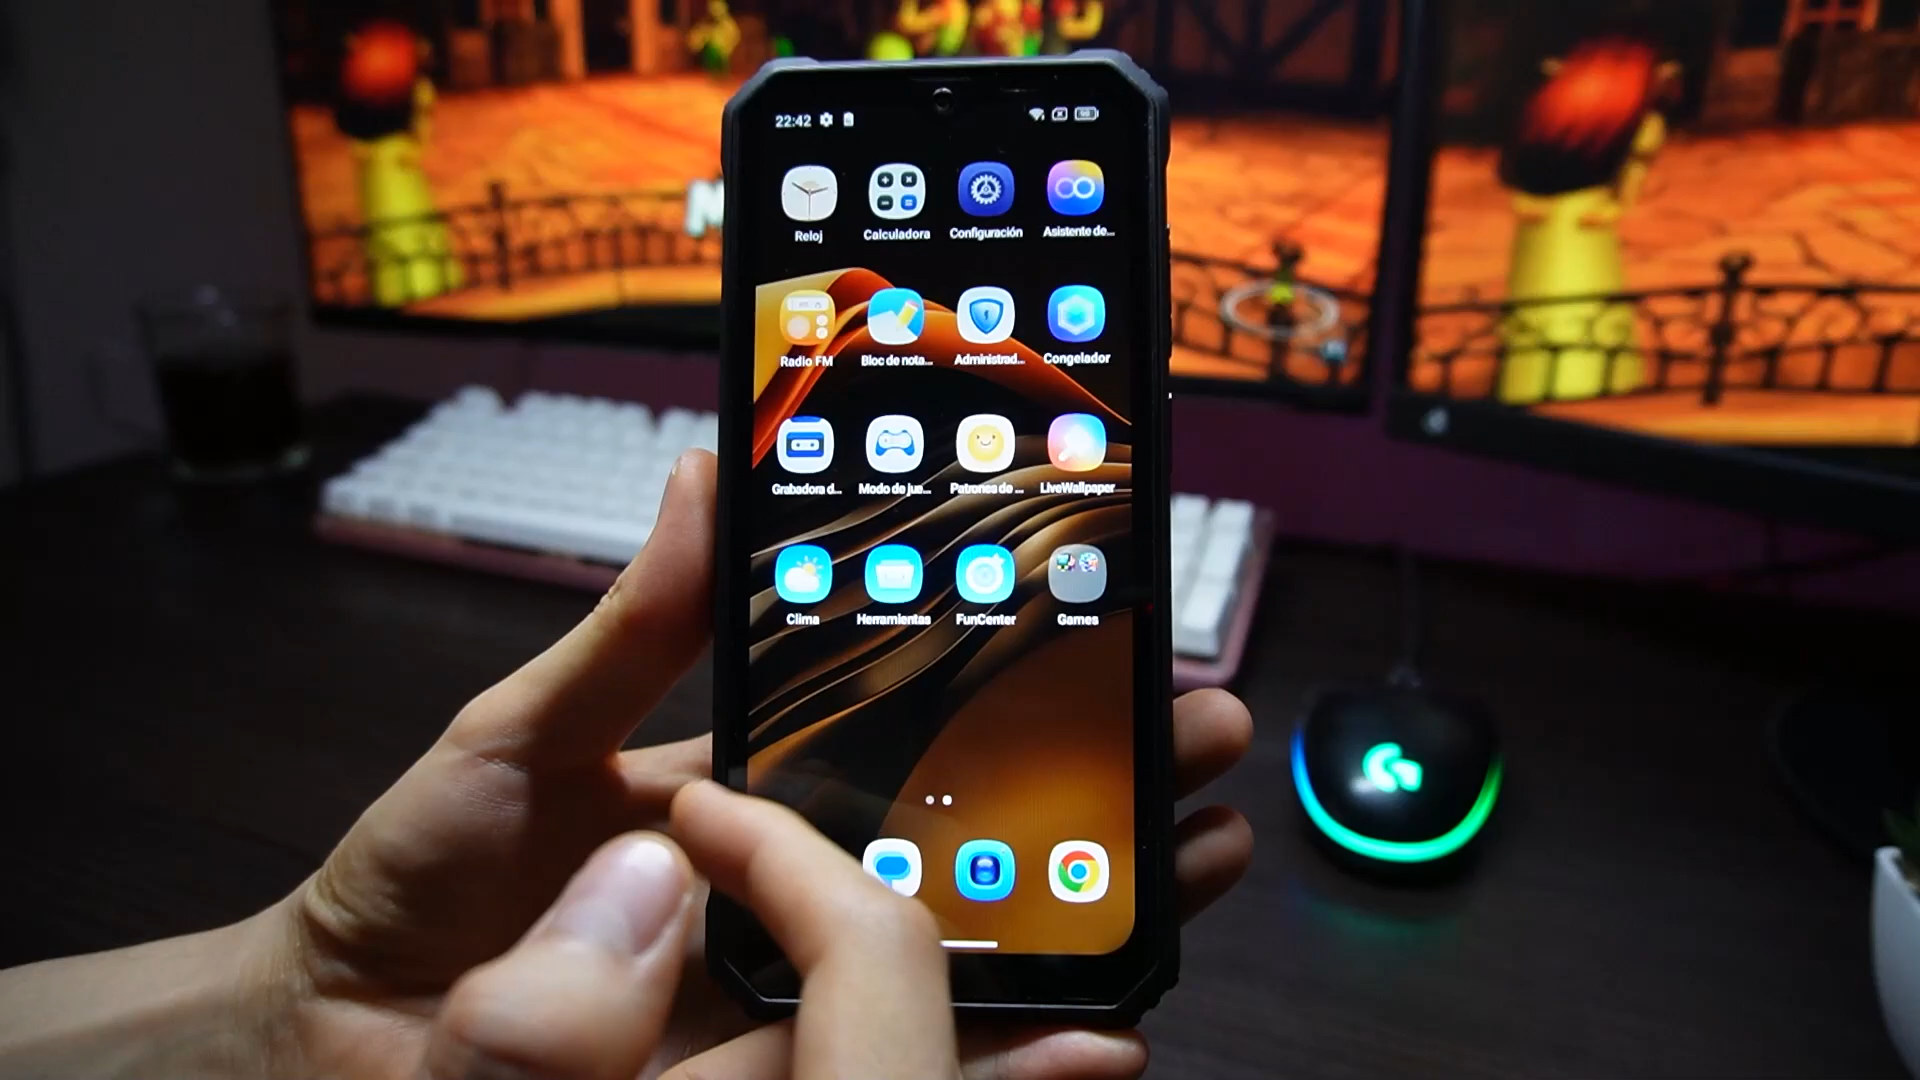 22:42
Reloj Calculadora Configuración Asistente de...
Radio FM Bloc de nota... Administrad... Congelador
Grabadora d... Modo de jue... Patrones de ... LiveWallpaper
Clima Herramientas FunCenter Games